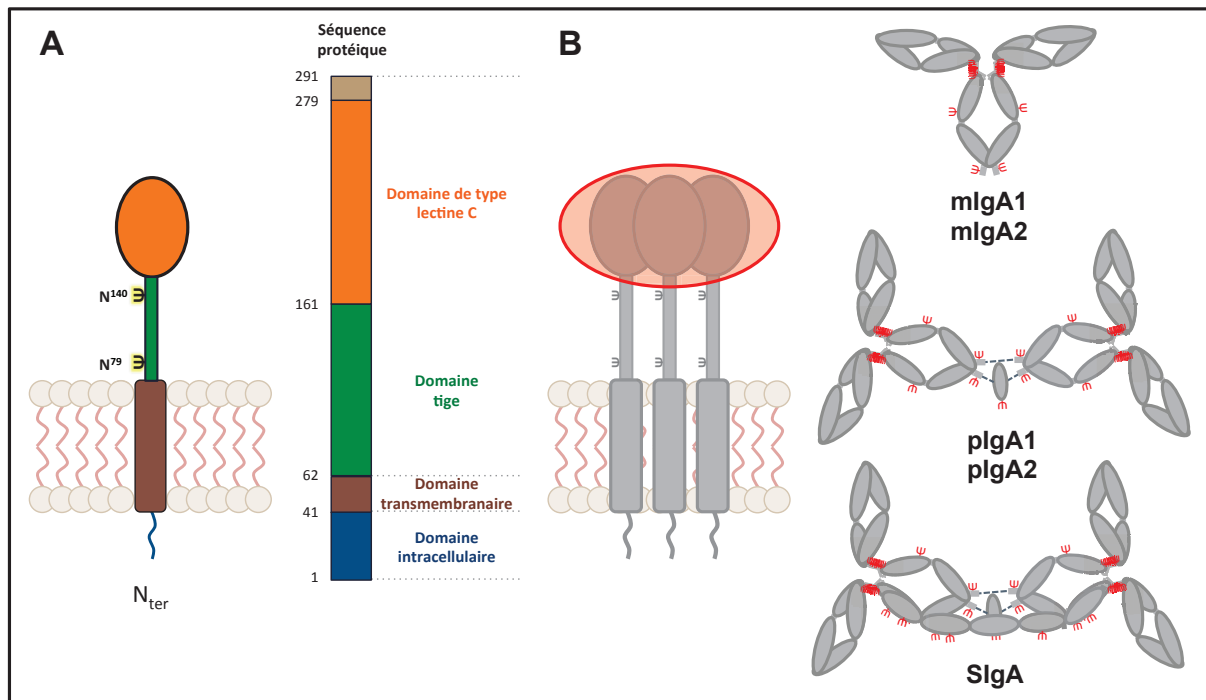 A
Séquence
protéique
291
279
161
62
41
1
Domaine de type
lectine C
Domaine
tige
Domaine
transmembranaire
Domaine
intracellulaire
N140
N79
Nter
B
mIgA1
mIgA2
pIgA1
pIgA2
SIgA